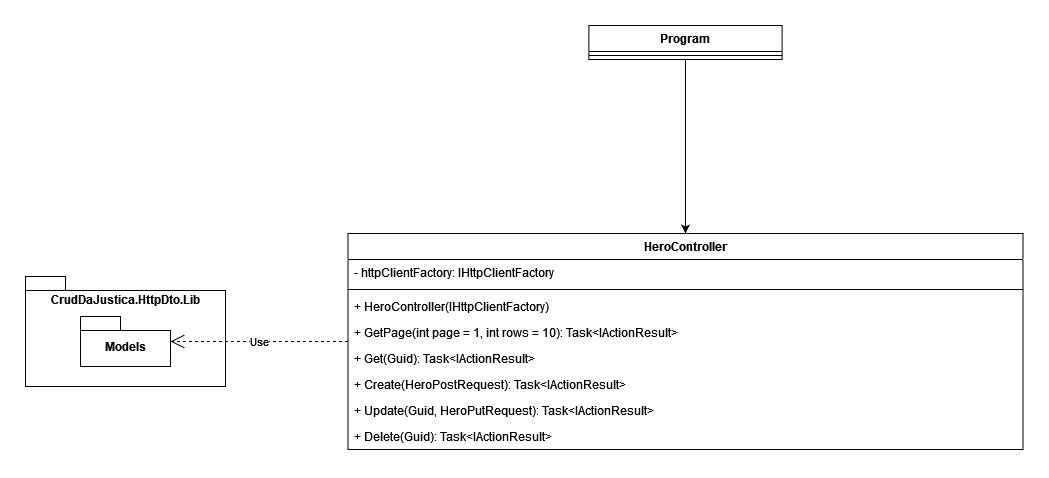 Program
HeroController
- httpClientFactory: IHttpClientFactory
+ HeroController(IHttpClientFactory)
+ GetPage(int page = 1, int rows = 10): Task<IActionResult>
+ Get(Guid): Task<IActionResult>
+ Create(HeroPostRequest): Task<IActionResult>
+ Update(Guid, HeroPutRequest): Task<IActionResult>
+ Delete(Guid): Task<IActionResult>
CrudDaJustica.HttpDto.Lib
Models
Use